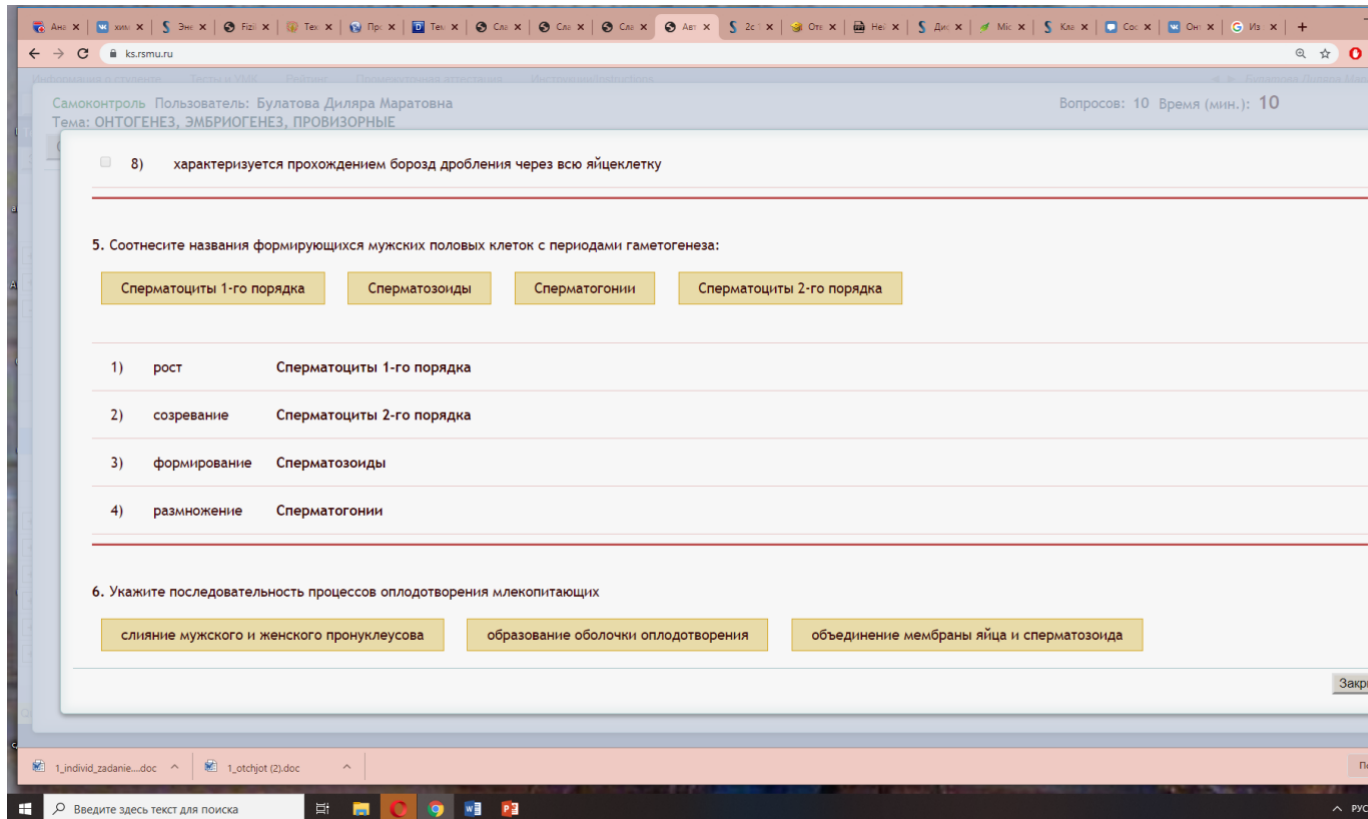 ks.rsmu.ru
Самоконтроль Пользователь: Булатова Диляра Маратовна
Вопросов: 10 Время (мин.): 10
Тема: ОНТОГЕНЕЗ, ЭМБРИОГЕНЕЗ, ПРОВИЗОРНЫЕ
8) характеризуется прохождением борозд дробления через всю яйцеклетку
5. Соотнесите названия формирующихся мужских половых клеток с периодами гаметогенеза:
Сперматоциты 1-го порядка Сперматозоиды Сперматогонии Сперматоциты 2-го порядка
1) рост Сперматоциты 1-го порядка
2) созревание Сперматоциты 2-го порядка
3) формирование Сперматозоиды
4) размножение Сперматогонии
6. Укажите последовательность процессов оплодотворения млекопитающих
слияние мужского и женского пронуклеусова образование оболочки оплодотворения объединение мембраны яйца и сперматозоида
Закр
1_individ_zadanie....doc 1_otchjot (2).doc
Введите здесь текст для поиска
РУС